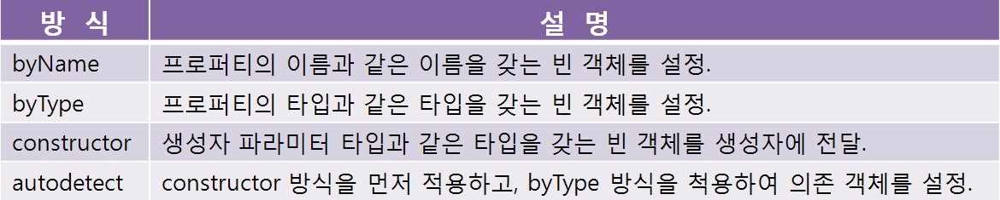 방 식 설 명
byName 프로퍼티의 이름과 같은 이름을 갖는 빈 객체를 설정.
byType 프로퍼티의 타입과 같은 타입을 갖는 빈 객체를 설정.
constructor 생성자 파라미터 타입과 같은 타입을 갖는 빈 객체를 생성자에 전달.
autodetect constructor 방식을 먼저 적용하고, byType 방식을 척용하여 의존 객체를 설정.